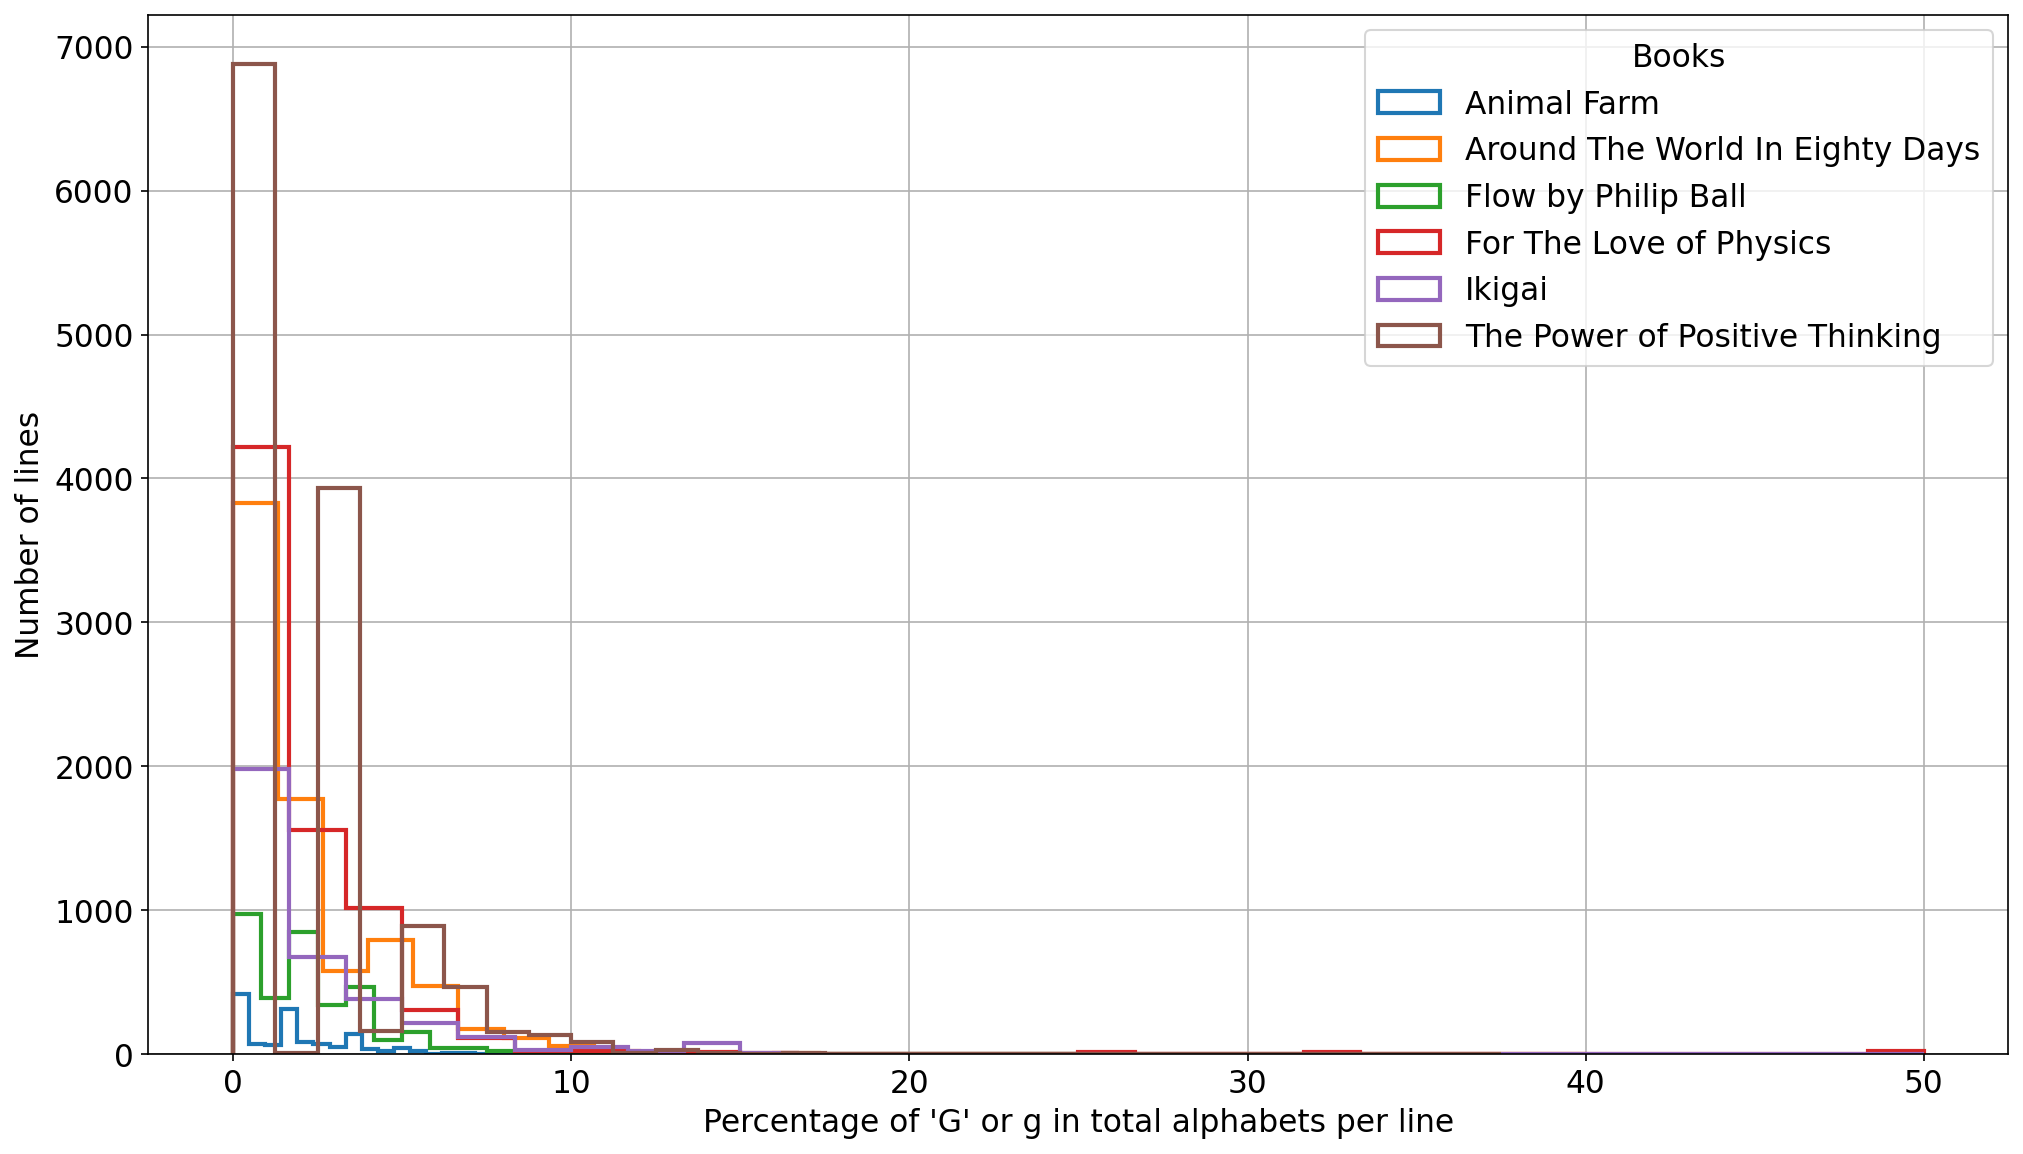 7000
6000
5000
4000
3000
2000
1000
0
Number of lines
0 10 20 30 40 50
Percentage of 'G' or g in total alphabets per line
Books
Animal Farm
Around The World In Eighty Days
Flow by Philip Ball
For The Love of Physics
Ikigai
The Power of Positive Thinking